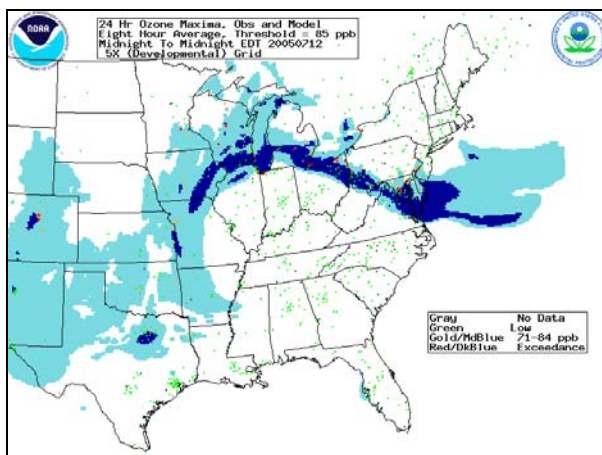 24 Hr Ozone Maxima, Obs and Model
Eight Hour Average, Threshold = 85 ppb
Midnight To Midnight EDT 20050712
5X (Developmental) Grid
NOAA
Gray No Data
Green Low
Gold/MdBlue 71-84 ppb
Red/DkBlue Exceedance